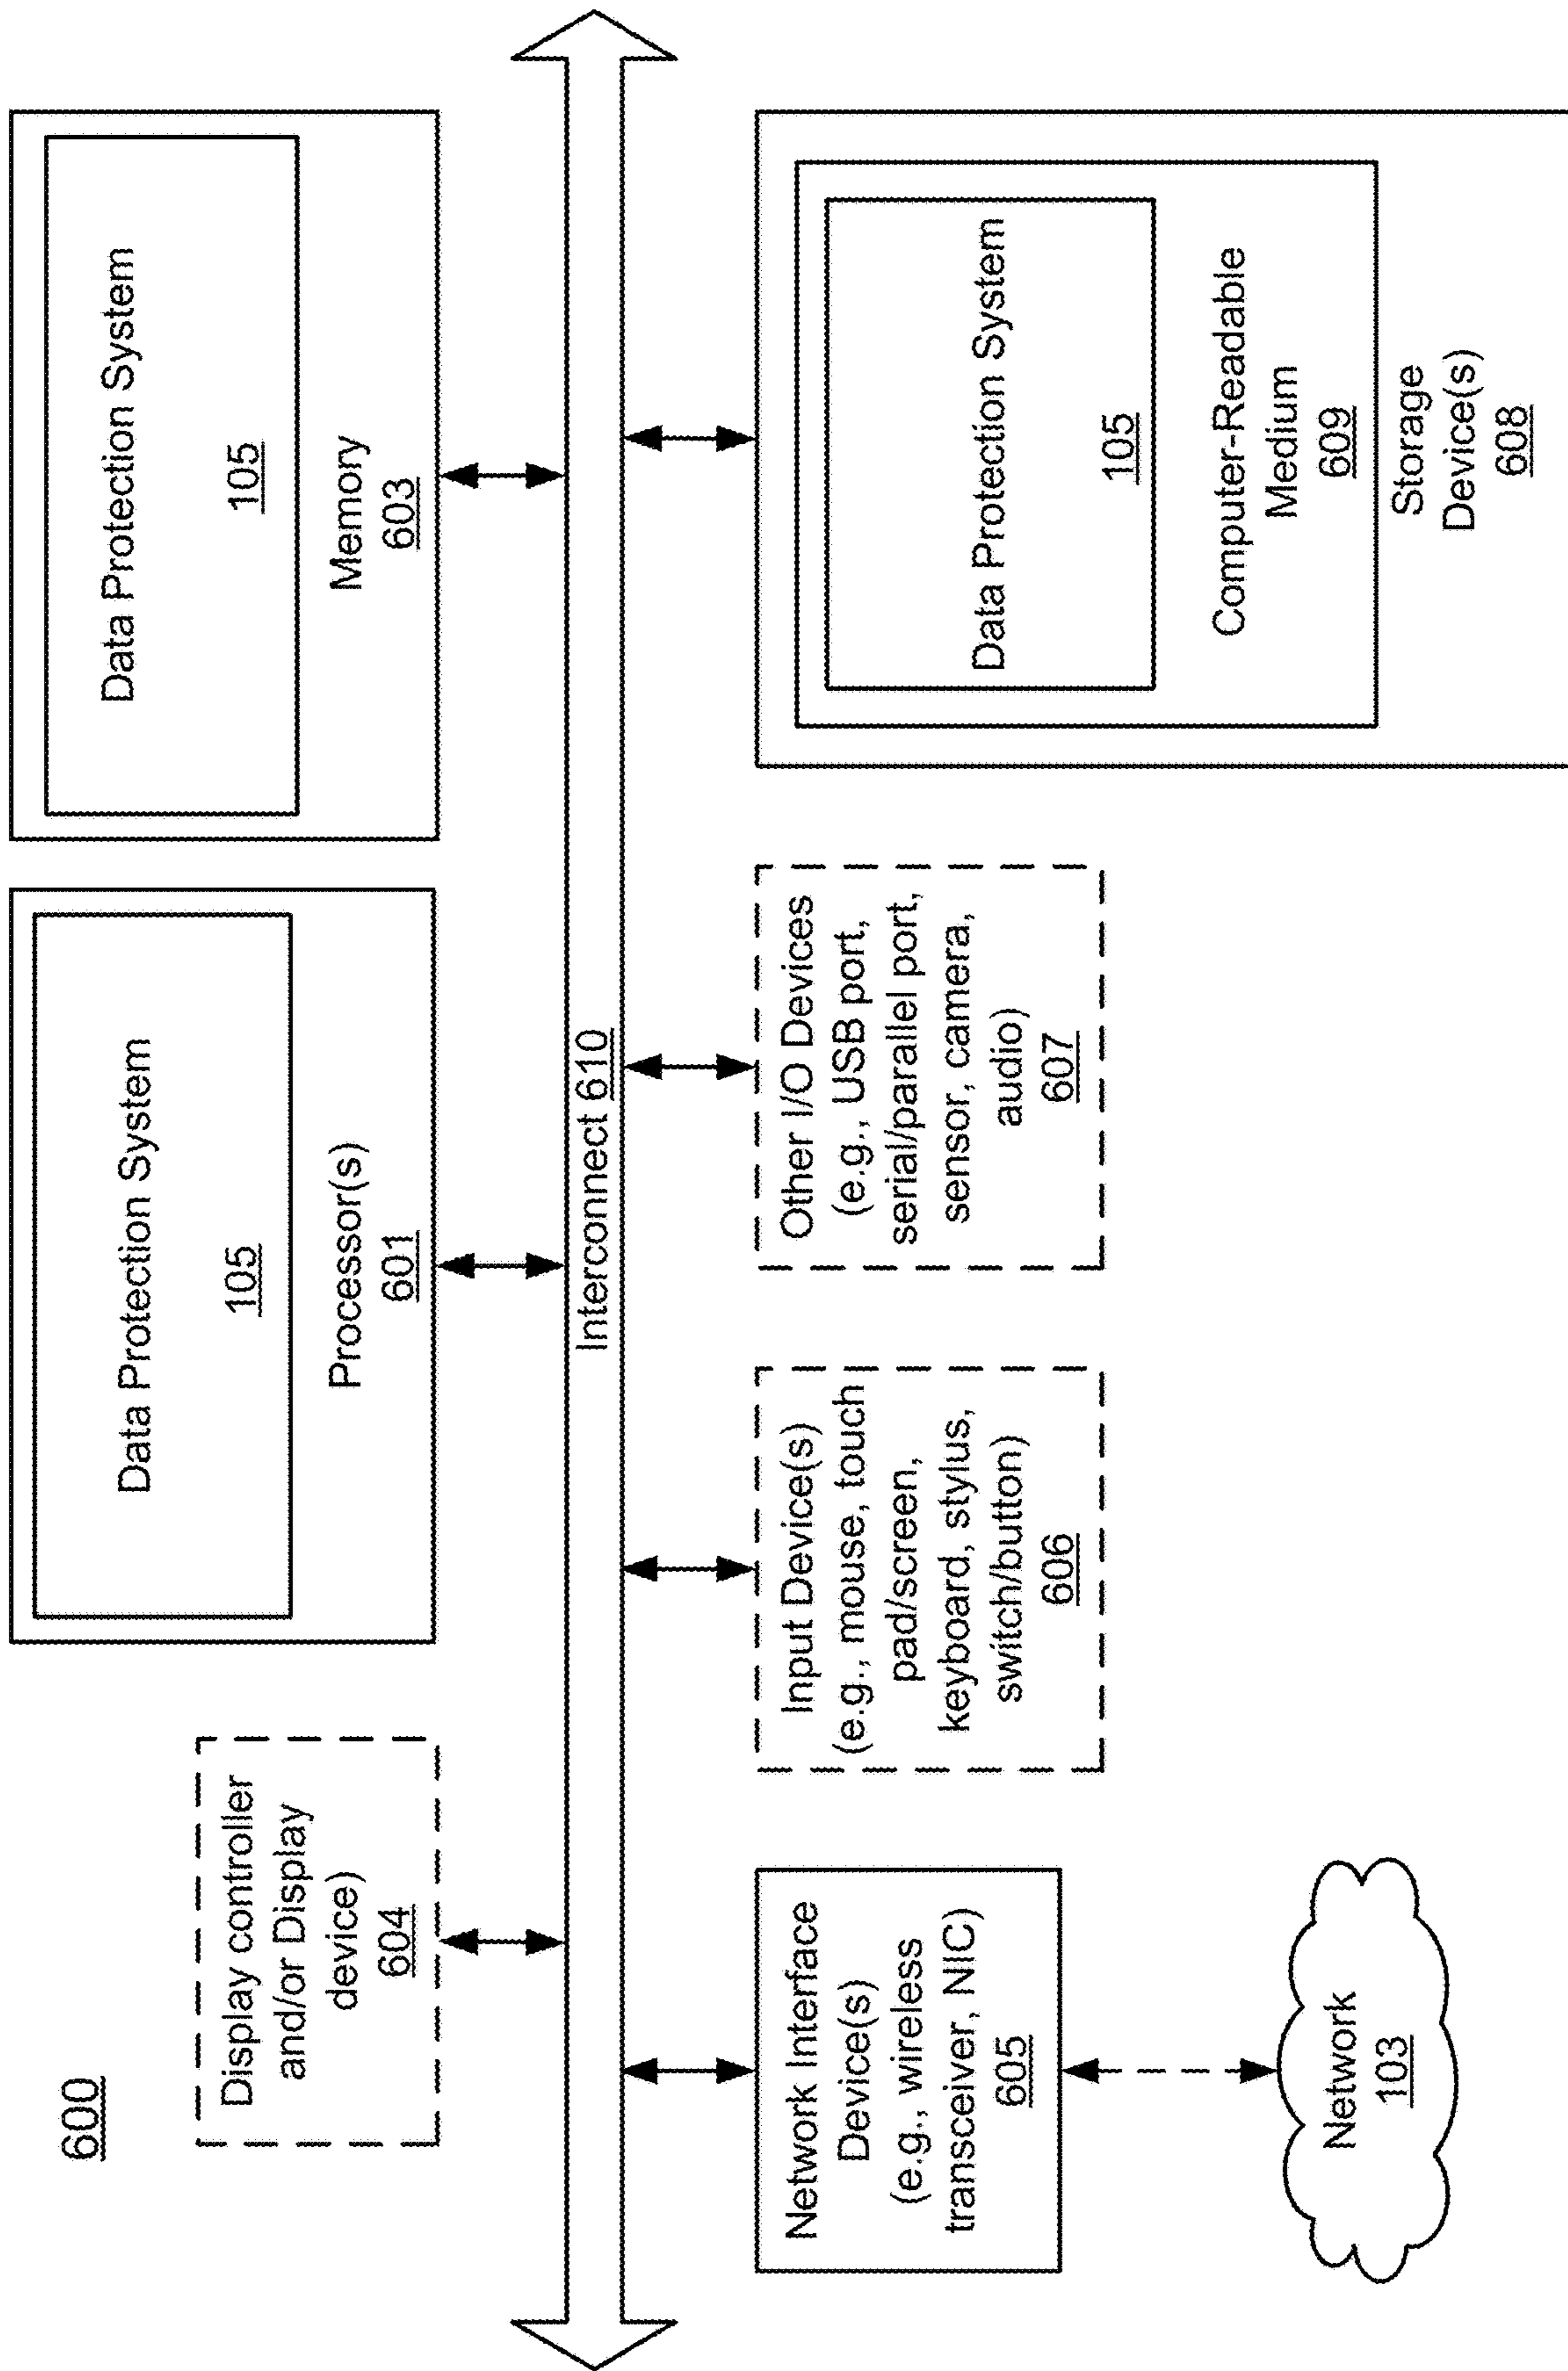 600
Display controller
and/or Display
device)
604
Data Protection System
105
Processor(s)
601
Data Protection System
105
Memory
603
Interconnect 610
Network Interface
Device(s)
(e.g., wireless
transceiver, NIC)
605
Network
103
Input Device(s)
(e.g., mouse, touch
pad/screen,
keyboard, stylus,
switch/button)
606
Other I/O Devices
(e.g., USB port,
serial/parallel port,
sensor, camera,
audio)
607
Data Protection System
105
Computer-Readable
Medium
609
Storage
Device(s)
608